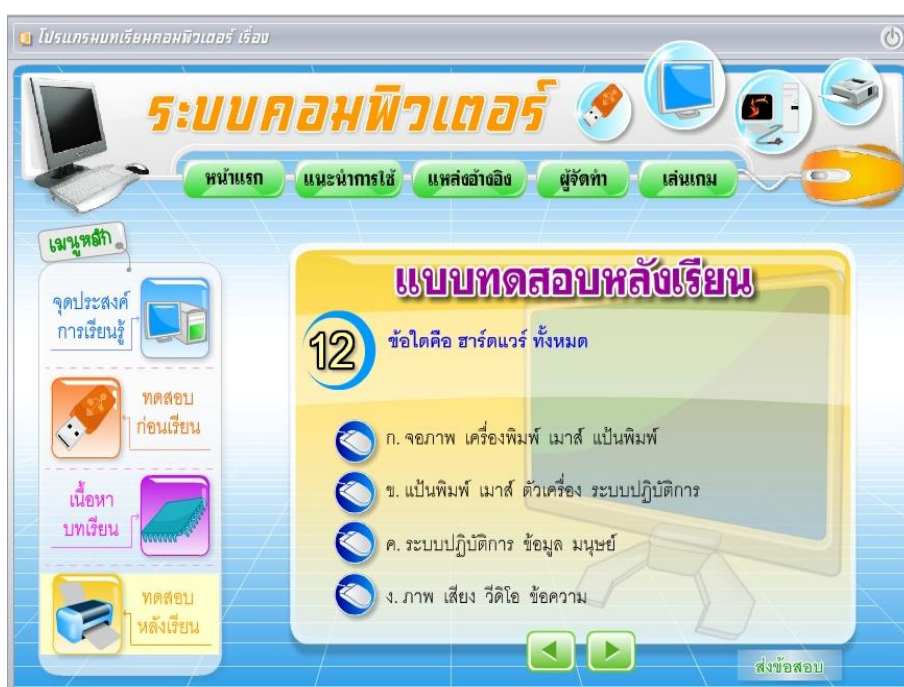 โปรแกรมบทเรียนคอมพิวเตอร์ เรื่อง
ระบบคอมพิวเตอร์
หน้าแรก
แนะนำการใช้
แหล่งอ้างอิง
ผู้จัดทำ
เล่นเกม
เมนูหลัก
จุดประสงค์
การเรียนรู้
ทดสอบ
ก่อนเรียน
เนื้อหา
บทเรียน
ทดสอบ
หลังเรียน
แบบทดสอบหลังเรียน
12
ข้อใดคือ ฮาร์ดแวร์ ทั้งหมด
ก. จอภาพ เครื่องพิมพ์ เมาส์ แป้นพิมพ์
ข. แป้นพิมพ์ เมาส์ ตัวเครื่อง ระบบปฏิบัติการ
ค. ระบบปฏิบัติการ ข้อมูล มนุษย์
ง. ภาพ เสียง วีดิโอ ข้อความ
ส่งข้อสอบ